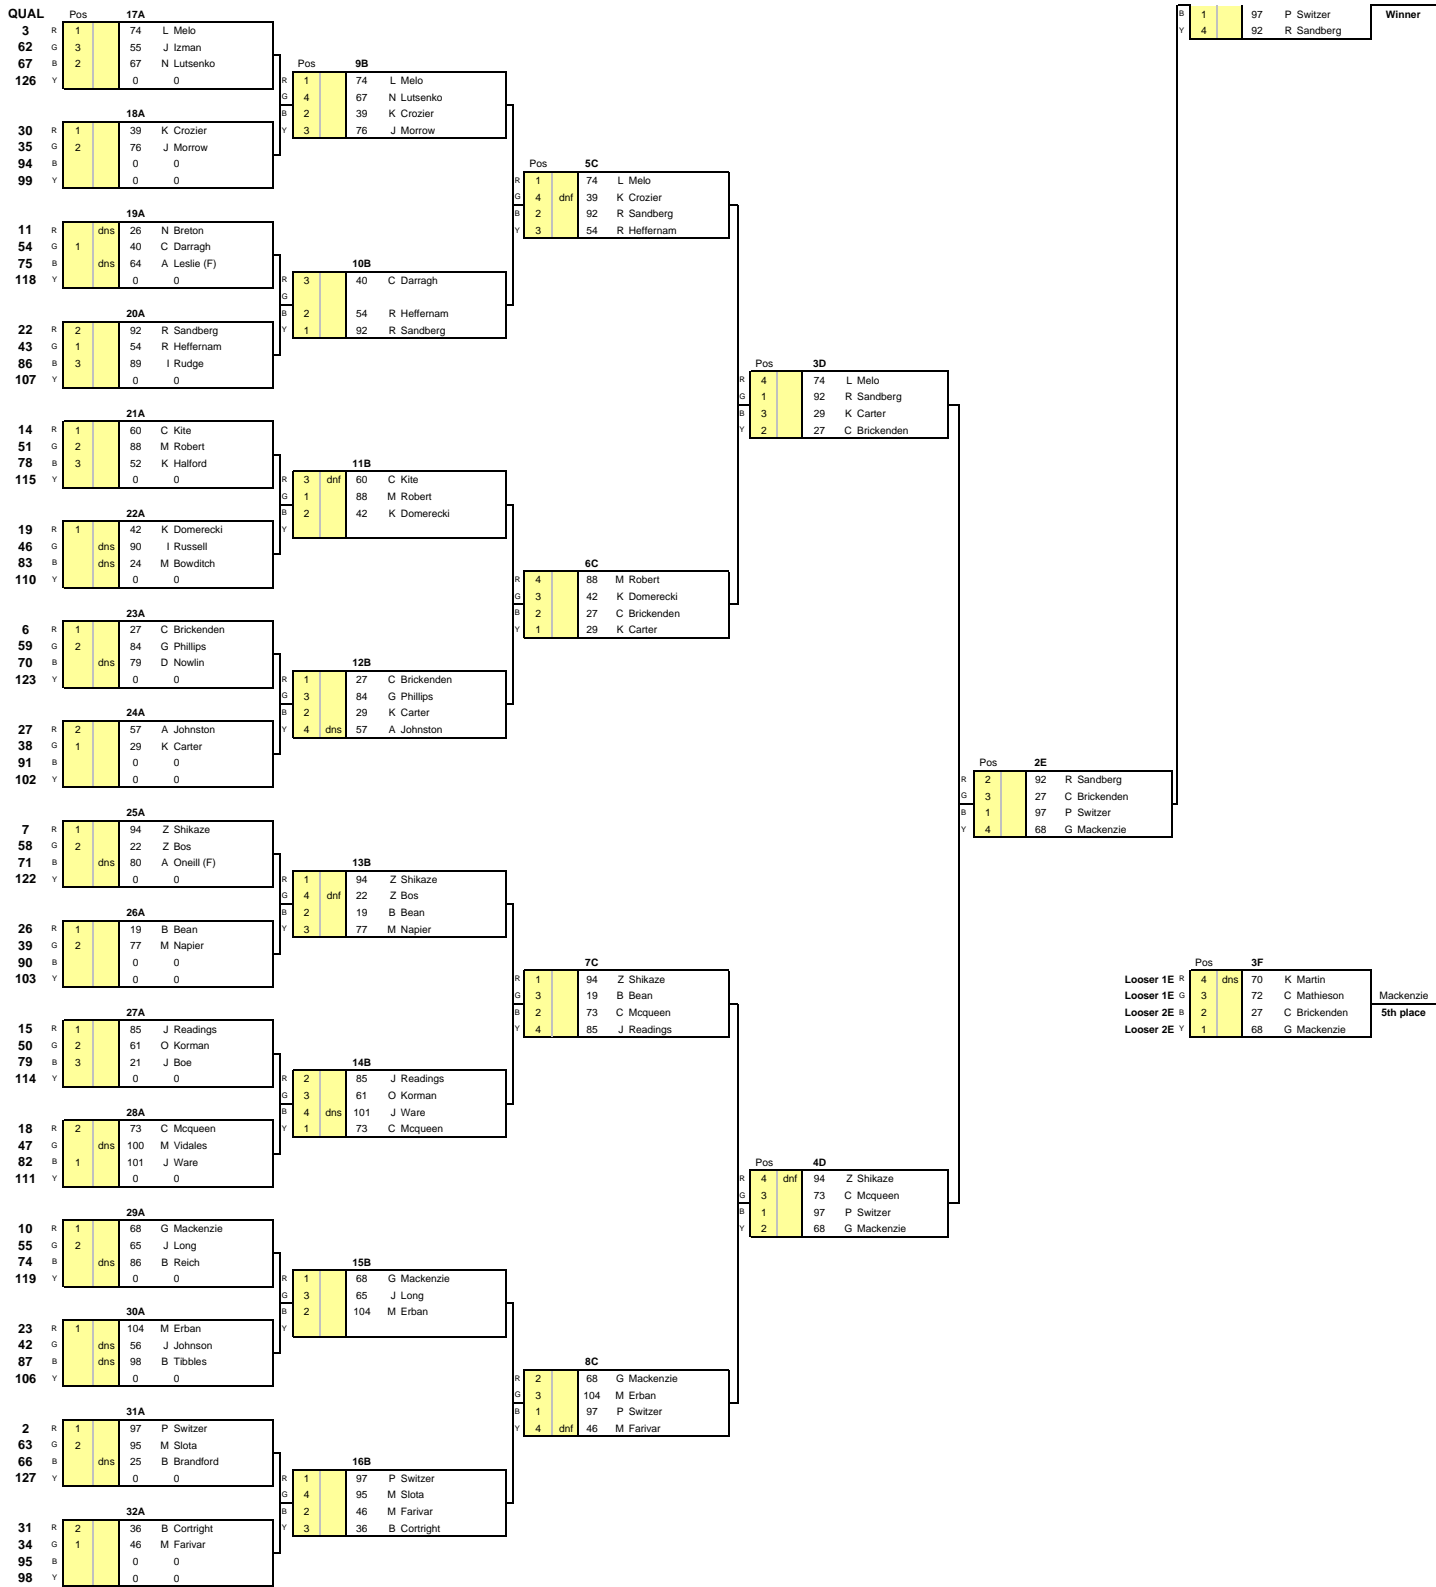 QUAL Pos 17A
3 R 1 74 L Melo
62 G 3 55 J Izman
67 B 2 67 N Lutsenko
126 Y 0 0
18A
30 R 1 39 K Crozier
35 G 2 76 J Morrow
94 B 0 0
99 Y 0 0
19A
11 R dns 26 N Breton
54 G 1 40 C Darragh
75 B dns 64 A Leslie (F)
118 Y 0 0
20A
22 R 2 92 R Sandberg
43 G 1 54 R Heffernam
86 B 3 89 I Rudge
107 Y 0 0
21A
14 R 1 60 C Kite
51 G 2 88 M Robert
78 B 3 52 K Halford
115 Y 0 0
22A
19 R 1 42 K Domerecki
46 G dns 90 I Russell
83 B dns 24 M Bowditch
110 Y 0 0
23A
6 R 1 27 C Brickenden
59 G 2 84 G Phillips
70 B dns 79 D Nowlin
123 Y 0 0
24A
27 R 2 57 A Johnston
38 G 1 29 K Carter
91 B 0 0
102 Y 0 0
25A
7 R 1 94 Z Shikaze
58 G 2 22 Z Bos
71 B dns 80 A Oneill (F)
122 Y 0 0
26A
26 R 1 19 B Bean
39 G 2 77 M Napier
90 B 0 0
103 Y 0 0
27A
15 R 1 85 J Readings
50 G 2 61 O Korman
79 B 3 21 J Boe
114 Y 0 0
28A
18 R 2 73 C Mcqueen
47 G dns 100 M Vidales
82 B 1 101 J Ware
111 Y 0 0
29A
10 R 1 68 G Mackenzie
55 G 2 65 J Long
74 B dns 86 B Reich
119 Y 0 0
30A
23 R 1 104 M Erban
42 G dns 56 J Johnson
87 B dns 98 B Tibbles
106 Y 0 0
31A
2 R 1 97 P Switzer
63 G 2 95 M Slota
66 B dns 25 B Brandford
127 Y 0 0
32A
31 R 2 36 B Cortright
34 G 1 46 M Farivar
95 B 0 0
98 Y 0 0
Pos 9B
R 1 74 L Melo
G 4 67 N Lutsenko
B 2 39 K Crozier
Y 3 76 J Morrow
10B
R 3 40 C Darragh
G
B 2 54 R Heffernam
Y 1 92 R Sandberg
11B
R 3 dnf 60 C Kite
G 1 88 M Robert
B 2 42 K Domerecki
Y
12B
R 1 27 C Brickenden
G 3 84 G Phillips
B 2 29 K Carter
Y 4 dns 57 A Johnston
13B
R 1 94 Z Shikaze
G 4 dnf 22 Z Bos
B 2 19 B Bean
Y 3 77 M Napier
14B
R 2 85 J Readings
G 3 61 O Korman
B 4 dns 101 J Ware
Y 1 73 C Mcqueen
15B
R 1 68 G Mackenzie
G 3 65 J Long
B 2 104 M Erban
Y
16B
R 1 97 P Switzer
G 4 95 M Slota
B 2 46 M Farivar
Y 3 36 B Cortright
Pos 5C
R 1 74 L Melo
G 4 dnf 39 K Crozier
B 2 92 R Sandberg
Y 3 54 R Heffernam
6C
R 4 88 M Robert
G 3 42 K Domerecki
B 2 27 C Brickenden
Y 1 29 K Carter
7C
R 1 94 Z Shikaze
G 3 19 B Bean
B 2 73 C Mcqueen
Y 4 85 J Readings
8C
R 2 68 G Mackenzie
G 3 104 M Erban
B 1 97 P Switzer
Y 4 dnf 46 M Farivar
Pos 3D
R 4 74 L Melo
G 1 92 R Sandberg
B 3 29 K Carter
Y 2 27 C Brickenden
Pos 4D
R 4 dnf 94 Z Shikaze
G 3 73 C Mcqueen
B 1 97 P Switzer
Y 2 68 G Mackenzie
Pos 2E
R 2 92 R Sandberg
G 3 27 C Brickenden
B 1 97 P Switzer
Y 4 68 G Mackenzie
B 1 97 P Switzer Winner
Y 4 92 R Sandberg
Pos 3F
Looser 1E R 4 dns 70 K Martin
Looser 1E G 3 72 C Mathieson Mackenzie
Looser 2E B 2 27 C Brickenden 5th place
Looser 2E Y 1 68 G Mackenzie